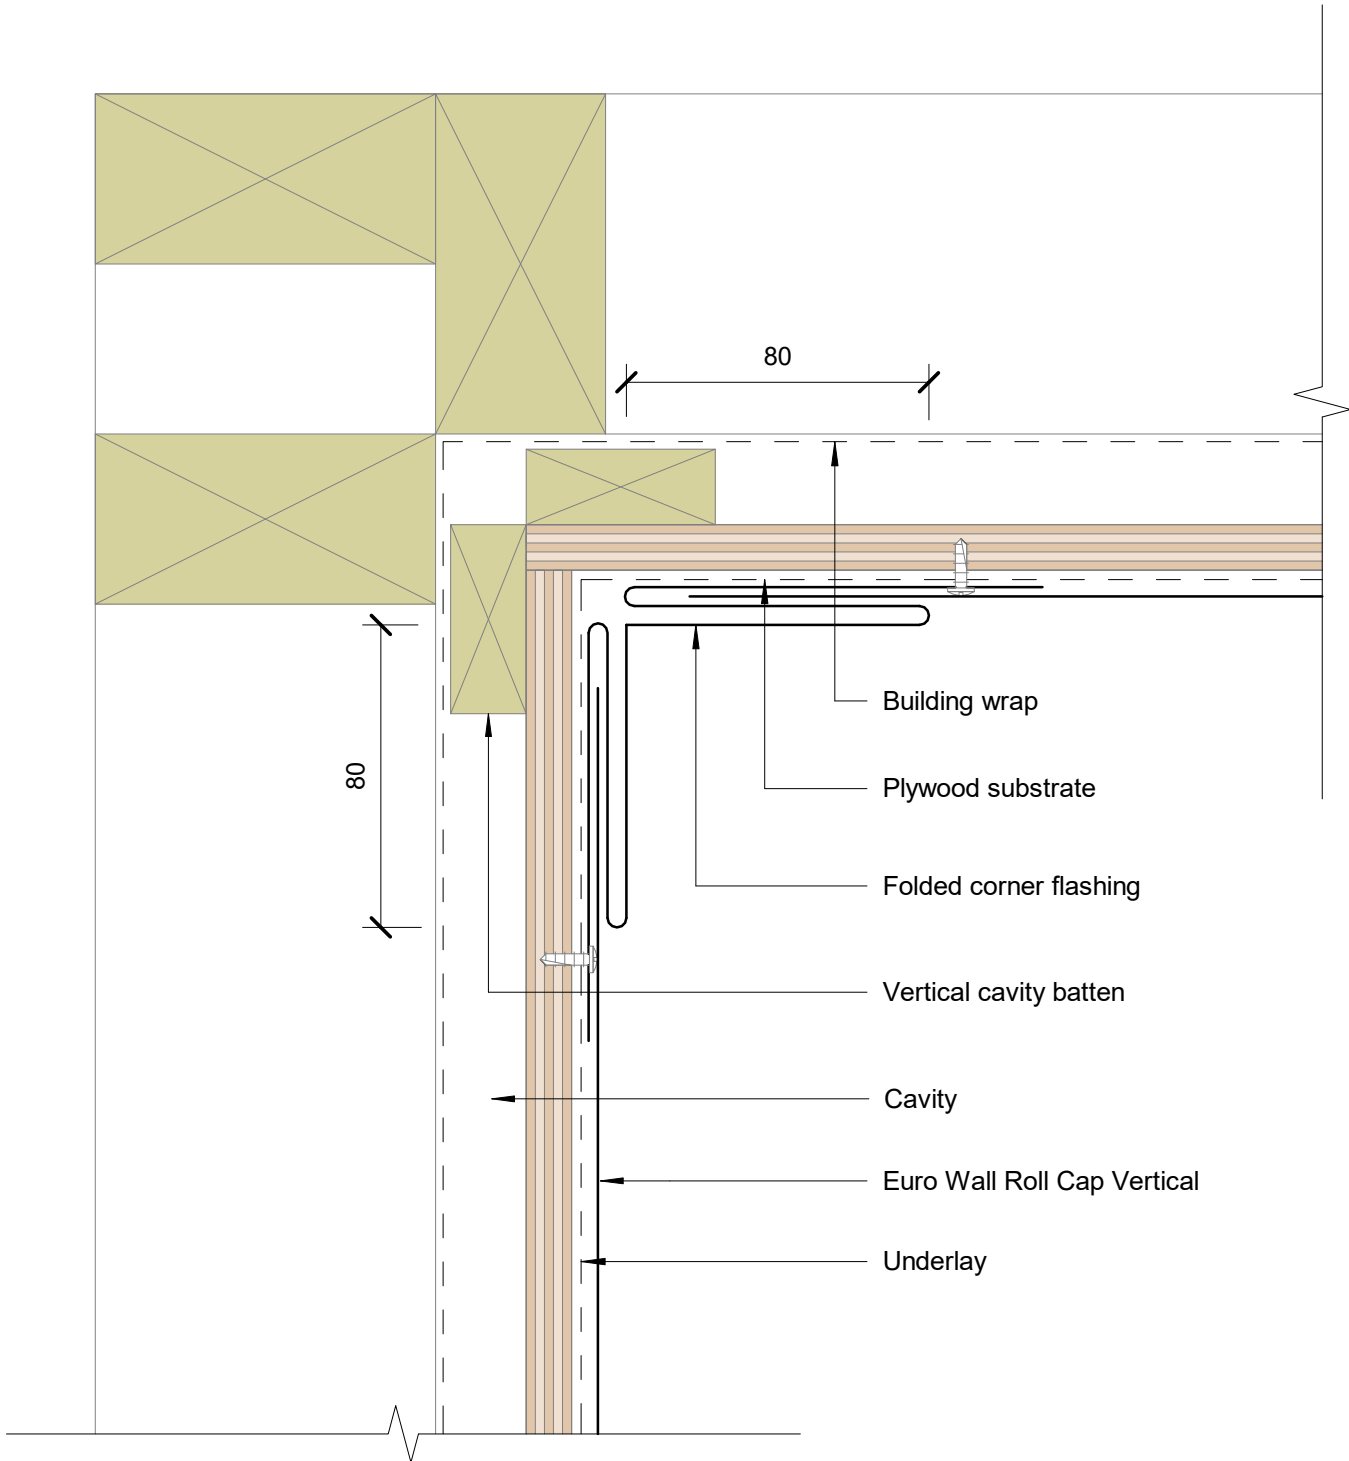 80
80
Building wrap
Plywood substrate
Folded corner flashing
Vertical cavity batten
Cavity
Euro Wall Roll Cap Vertical
Underlay